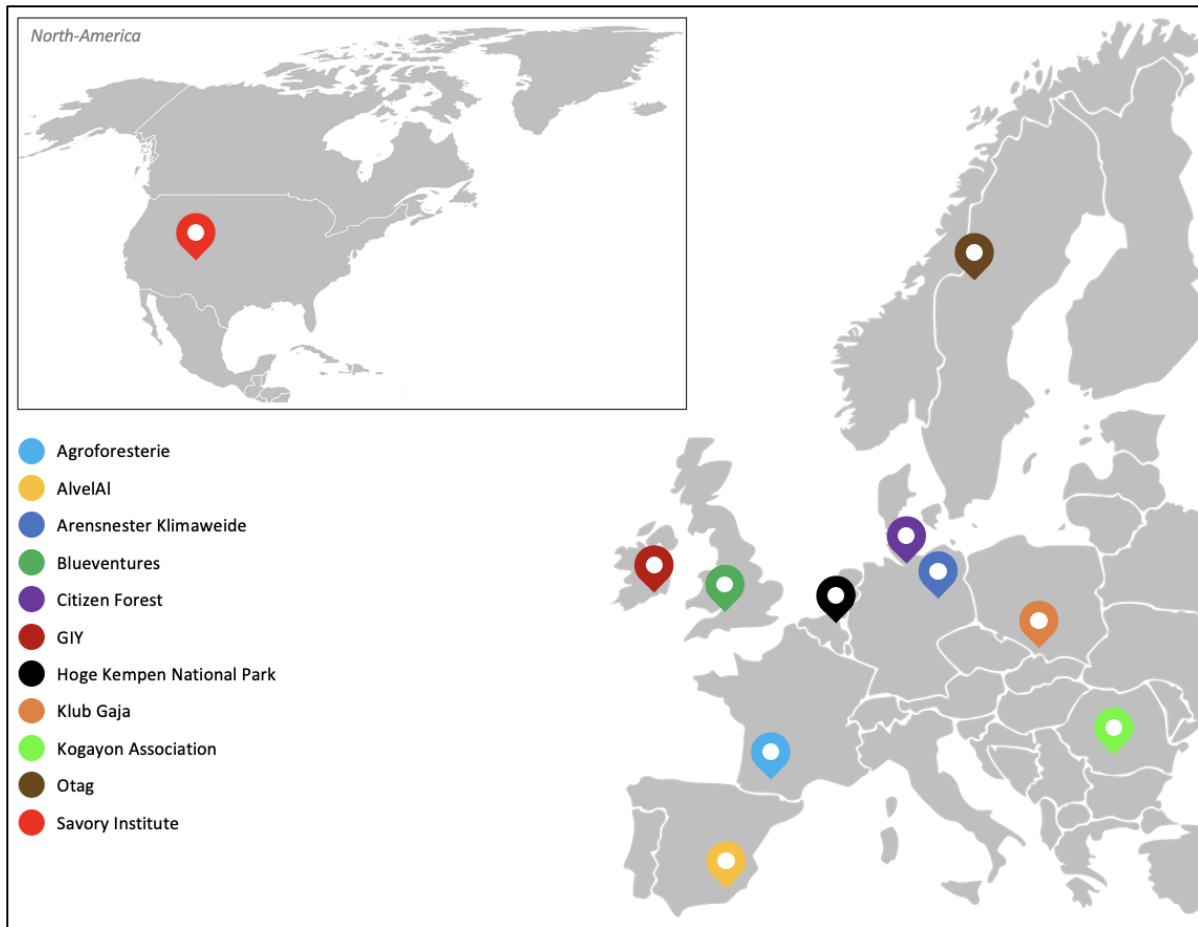 North-America
Agroforesterie
AlvelAl
Arensnester Klimaweide
Blueventures
Citizen Forest
GIY
Hoge Kempen National Park
Klub Gaja
Kogayon Association
Otag
Savory Institute